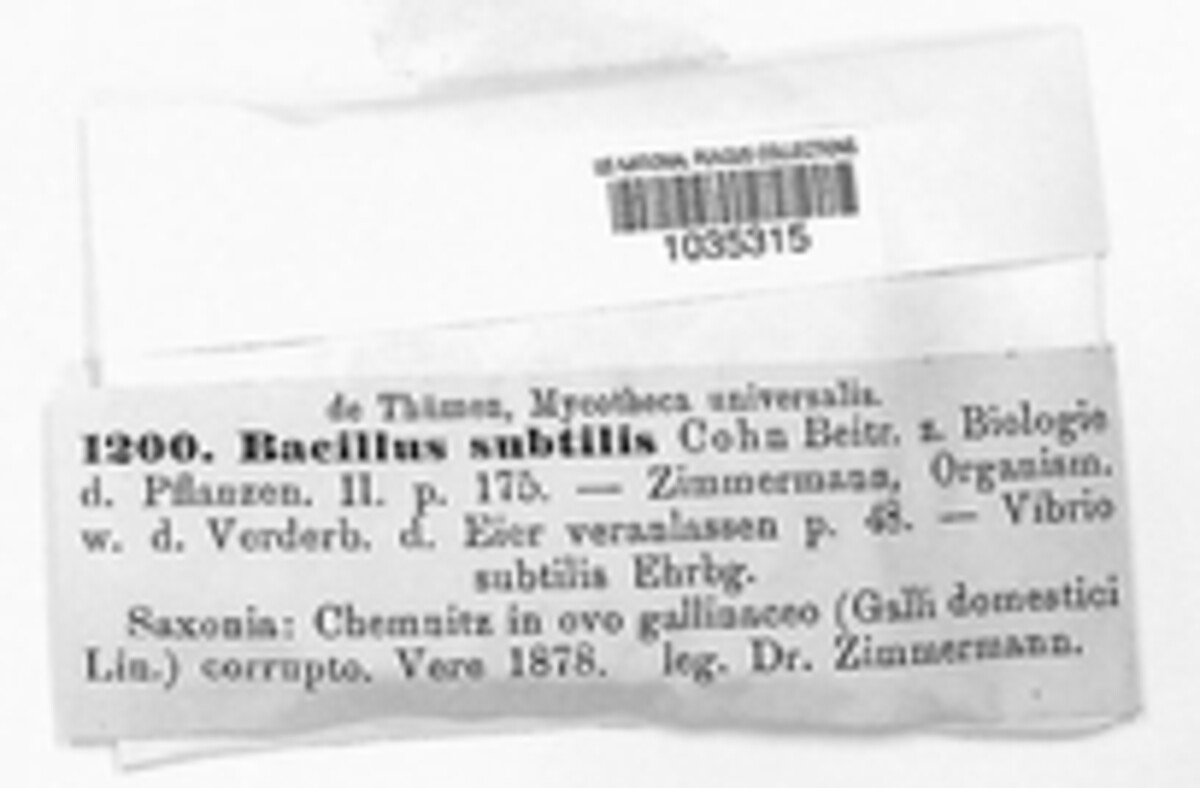 US NATIONAL FUNGUS COLLECTIONS
1035315
de Thümen, Mycotheca universalis.
1200. Bacillus subtilis Cohn Beitr. z. Biologie
d. Pflanzen. II. p. 175. — Zimmermann, Organism.
w. d. Verderb. d. Eier veranlassen p. 48. — Vibrio
subtilis Ehrbg.
Saxonia: Chemnitz in ovo gallinaceo (Galli domestici
Lin.) corrupto. Vere 1878. leg. Dr. Zimmermann.